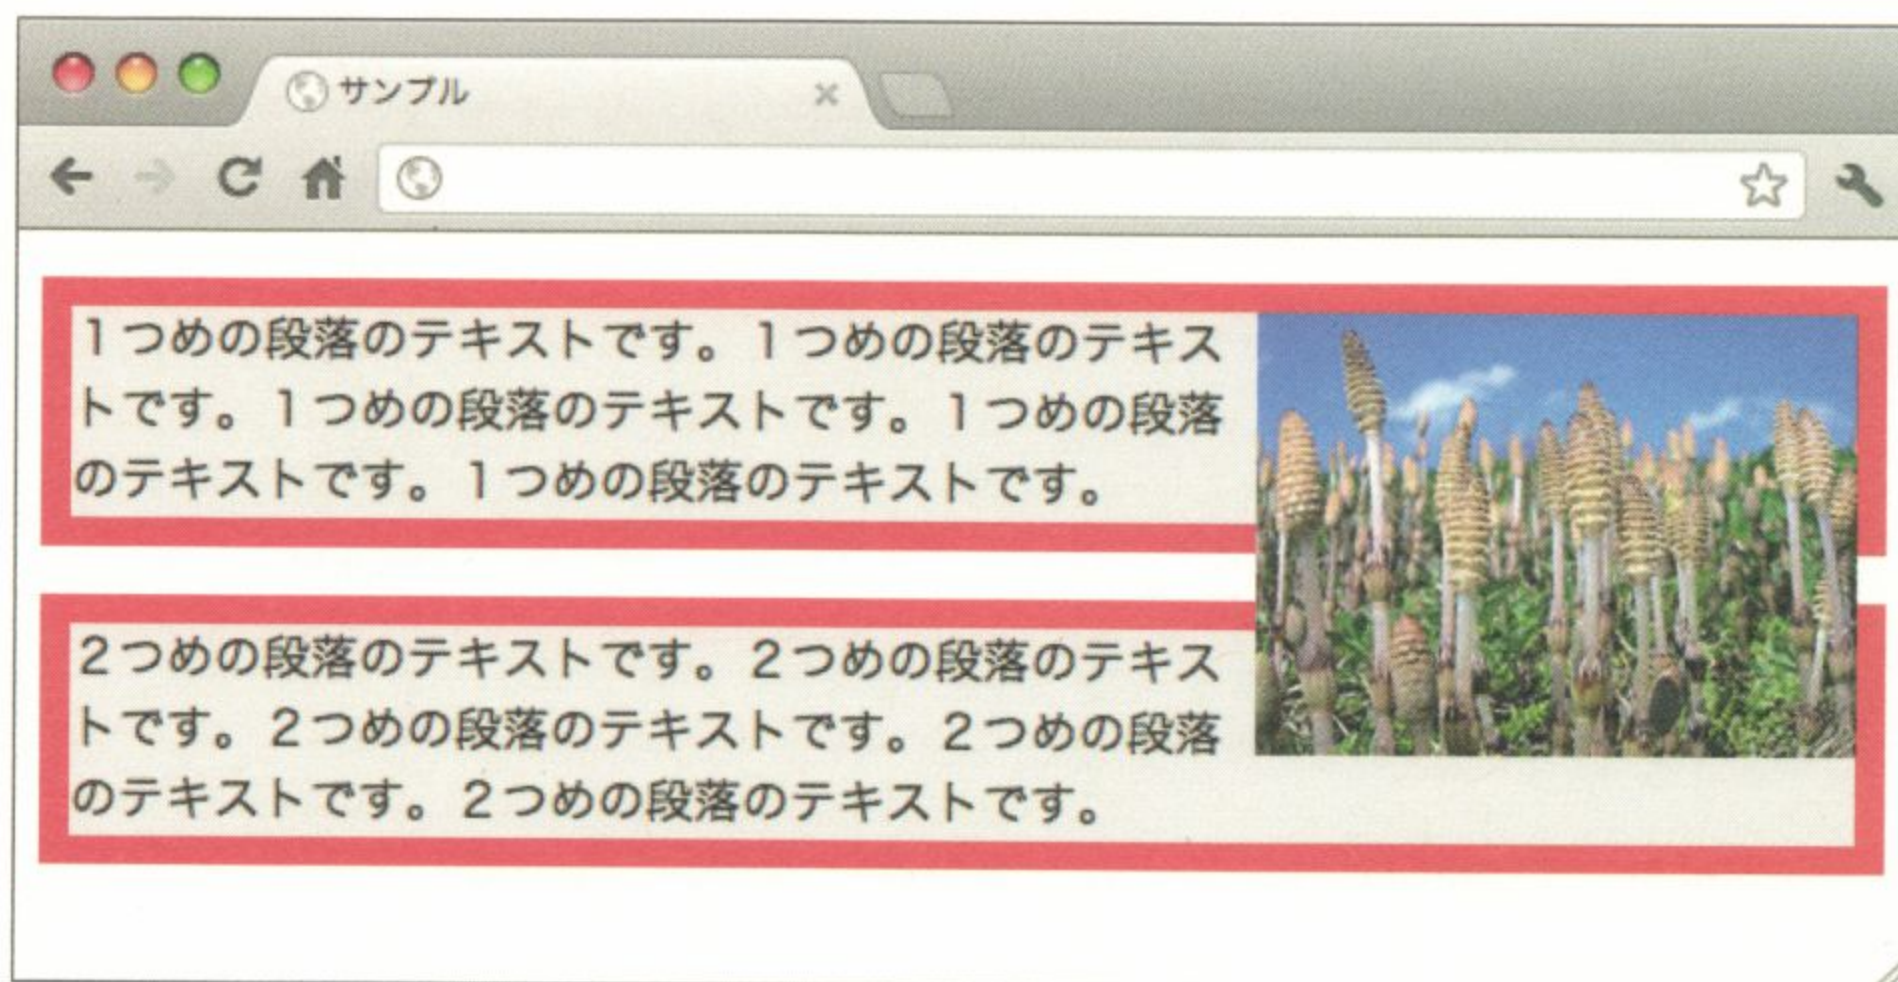 サンプル
１つめの段落のテキストです。１つめの段落のテキス
トです。１つめの段落のテキストです。１つめの段落
のテキストです。１つめの段落のテキストです。
２つめの段落のテキストです。２つめの段落のテキス
トです。２つめの段落のテキストです。２つめの段落
のテキストです。２つめの段落のテキストです。